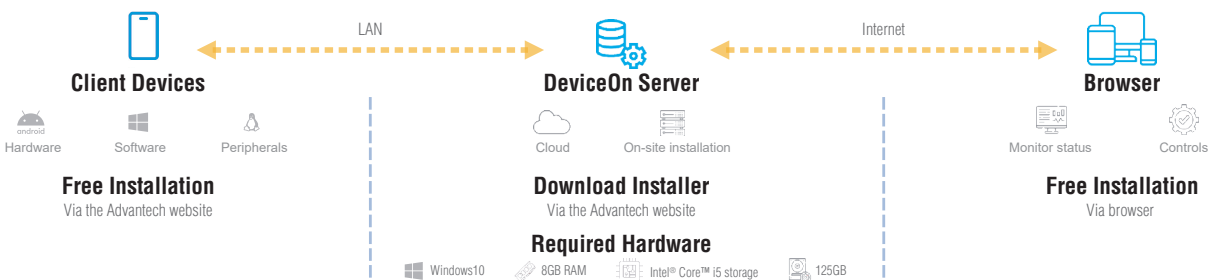 LAN
Internet
Client Devices
DeviceOn Server
Browser
android
Hardware
Software
Peripherals
Cloud
On-site installation
Monitor status
Controls
Free Installation
Via the Advantech website
Download Installer
Via the Advantech website
Free Installation
Via browser
Required Hardware
Windows10
8GB RAM
Intel® Core™ i5 storage
125GB